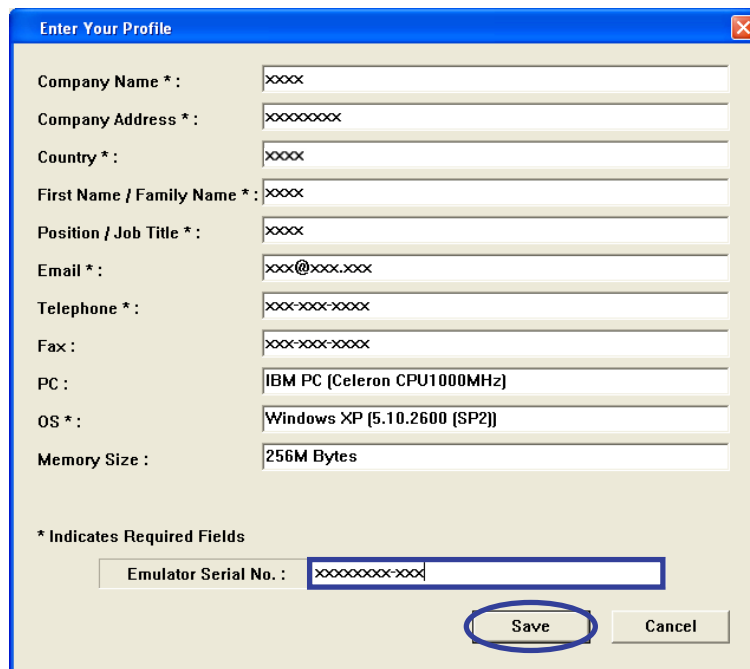 Enter Your Profile
Company Name * : xxxx
Company Address * : xxxxxxxx
Country * : xxxx
First Name / Family Name * : xxxx
Position / Job Title * : xxxx
Email * : xxx@xxx.xxx
Telephone * : xxx-xxx-xxxx
Fax : xxx-xxx-xxxx
PC : IBM PC (Celeron CPU1000MHz)
OS * : Windows XP (5.10.2600 (SP2))
Memory Size : 256M Bytes
* Indicates Required Fields
Emulator Serial No. : xxxxxxxx-xxx
Save Cancel